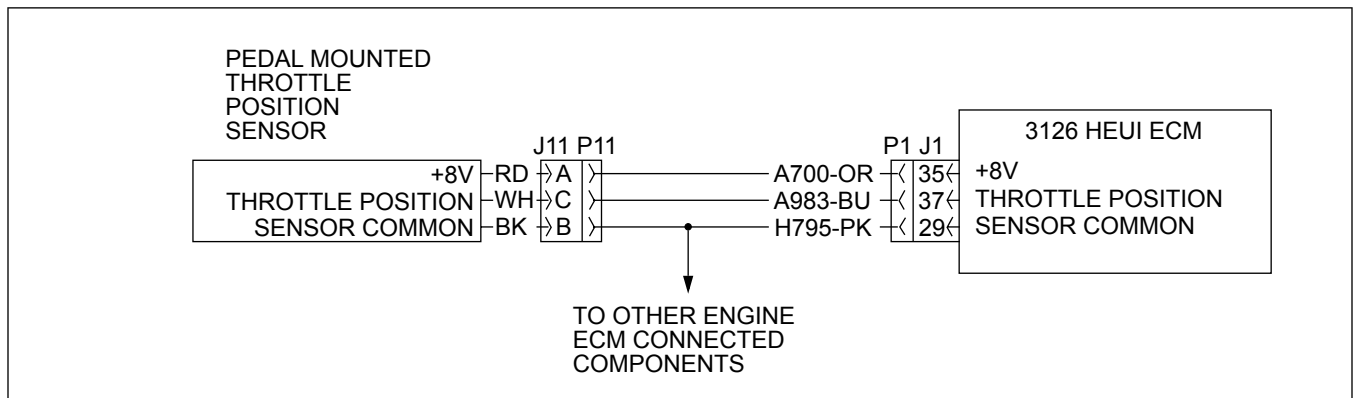 PEDAL MOUNTED
THROTTLE
POSITION
SENSOR
J11 P11
P1 J1
3126 HEUI ECM
+8V RD A A700-OR 35 +8V
THROTTLE POSITION WH C A983-BU 37 THROTTLE POSITION
SENSOR COMMON BK B H795-PK 29 SENSOR COMMON
TO OTHER ENGINE
ECM CONNECTED
COMPONENTS